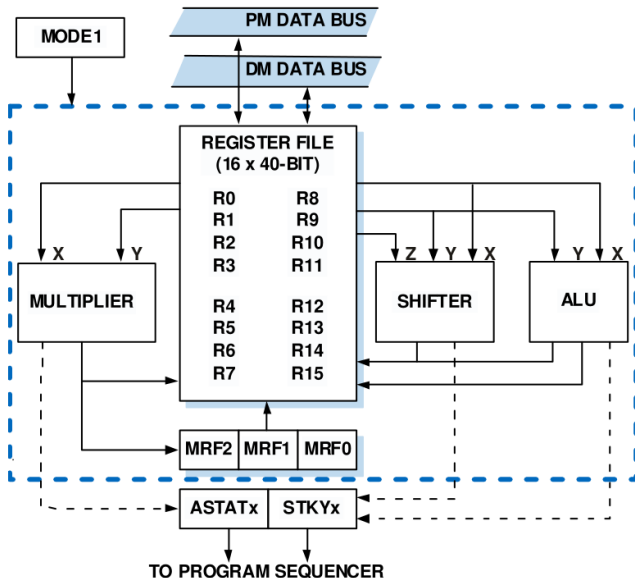 PM DATA BUS
MODE1
DM DATA BUS
REGISTER FILE
(16 x 40-BIT)
R0 R8
R1 R9
R2 R10
R3 R11
R4 R12
R5 R13
R6 R14
R7 R15
X Y
MULTIPLIER
Z Y X
SHIFTER
Y X
ALU
MRF2 MRF1 MRF0
ASTATx STKYx
TO PROGRAM SEQUENCER